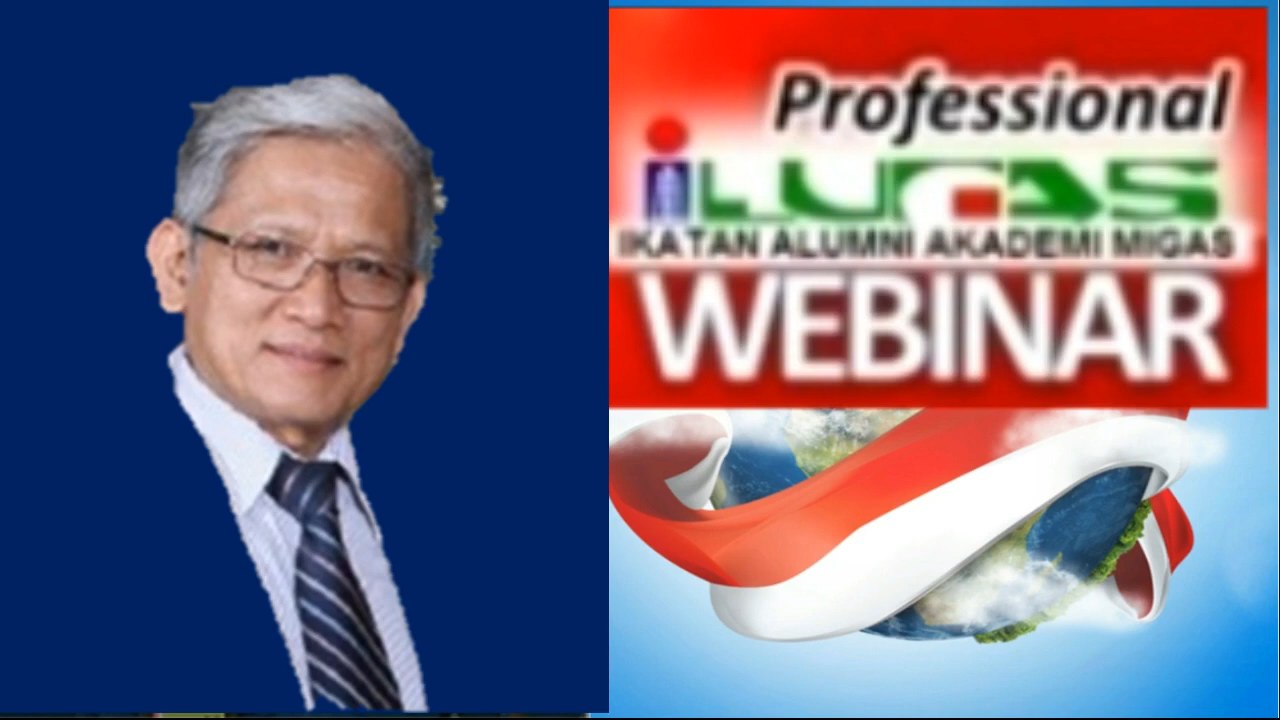 Professional
iLUGAS
IKATAN ALUMNI AKADEMI MIGAS
WEBINAR